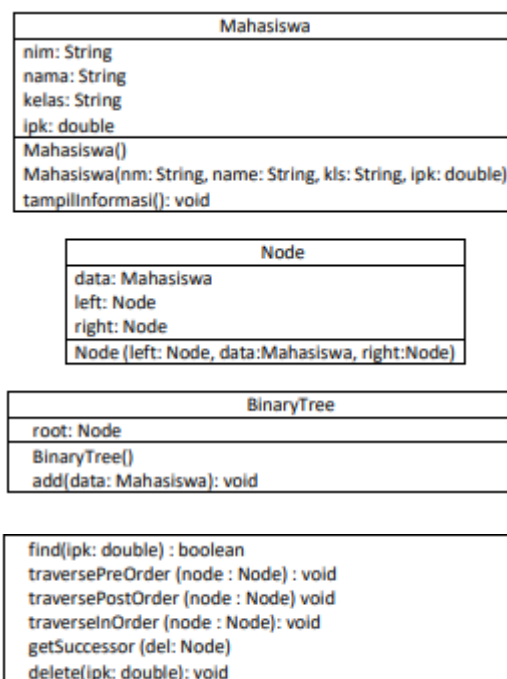 Mahasiswa
nim: String
nama: String
kelas: String
ipk: double
Mahasiswa()
Mahasiswa(nm: String, name: String, kls: String, ipk: double)
tampilInformasi(): void
Node
data: Mahasiswa
left: Node
right: Node
Node (left: Node, data:Mahasiswa, right:Node)
BinaryTree
root: Node
BinaryTree()
add(data: Mahasiswa): void
find(ipk: double) : boolean
traversePreOrder (node : Node) : void
traversePostOrder (node : Node) void
traverseInOrder (node : Node): void
getSuccessor (del: Node)
delete(ipk: double): void